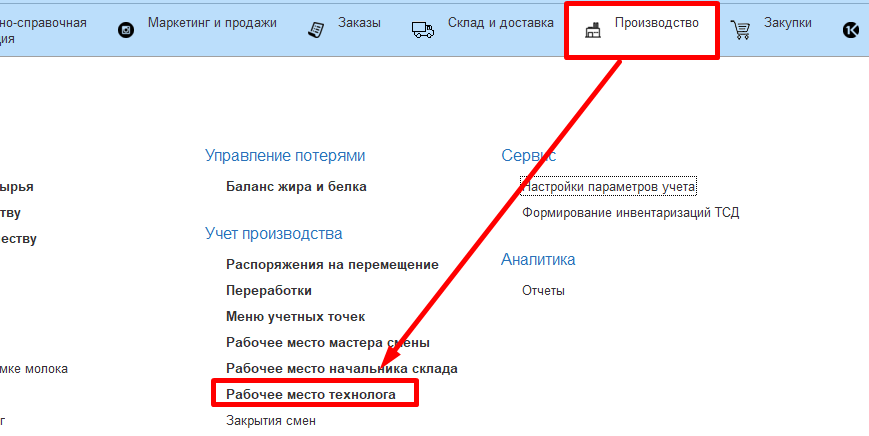 но-справочная
ция
Маркетинг и продажи
Заказы
Склад и доставка
Производство
Закупки
1К
ырья
тву
еству
мке молока
г
Управление потерями
Баланс жира и белка
Учет производства
Распоряжения на перемещение
Переработки
Меню учетных точек
Рабочее место мастера смены
Рабочее место начальника склада
Рабочее место технолога
Закрытия смен
Сервис
Настройки параметров учета
Формирование инвентаризаций ТСД
Аналитика
Отчеты